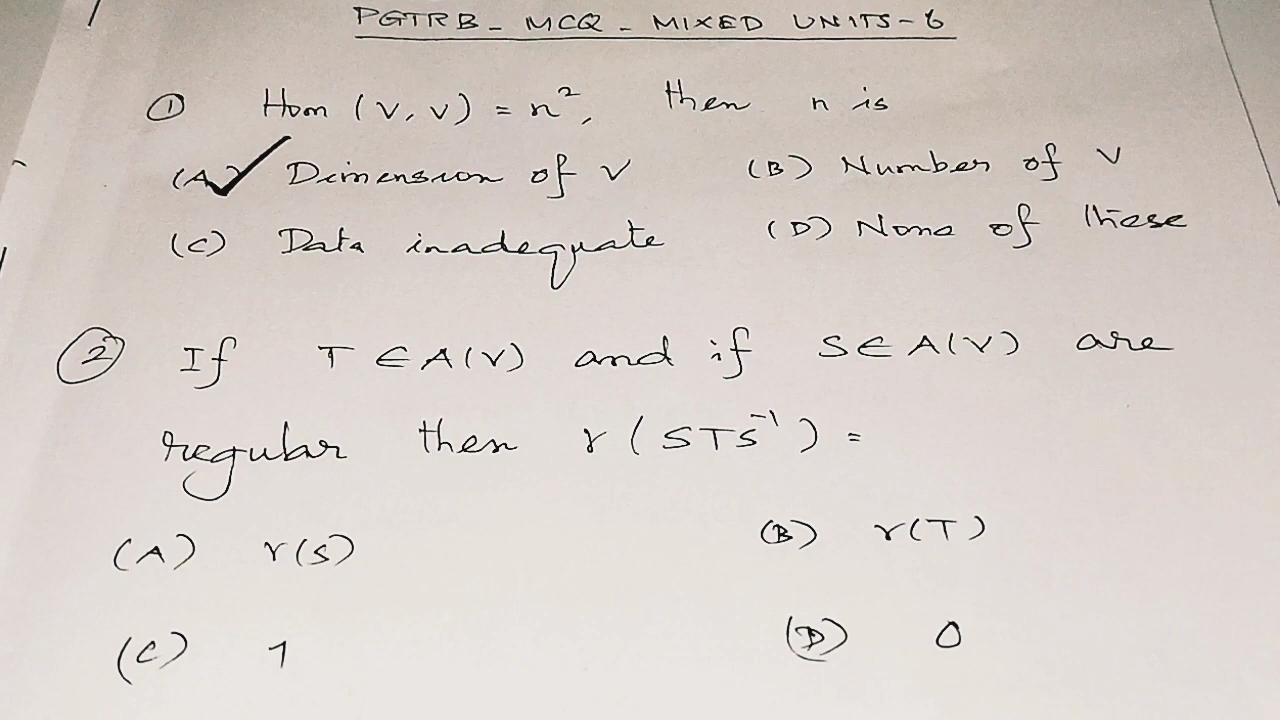 PGTRB - MCQ - MIXED UNITS - 6
① Hom (V, V) = n², then n is
(A) Dimension of V (B) Number of V
(C) Data inadequate (D) None of these
② If T ∈ A(V) and if S ∈ A(V) are
regular then r(STS⁻¹) =
(A) r(S) (B) r(T)
(C) 1 (D) 0